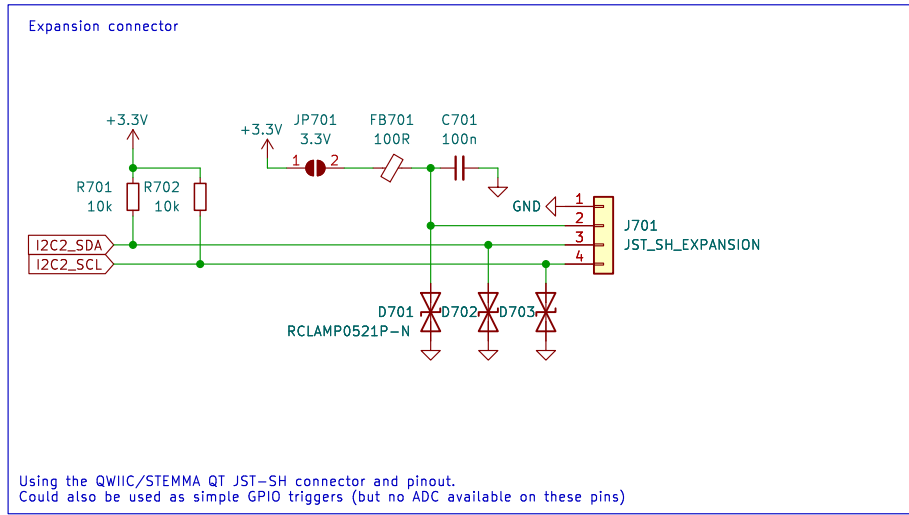 Expansion connector
+3.3V
+3.3V
JP701
3.3V
1 2
FB701
100R
C701
100n
R701
10k
R702
10k
GND
1
2
3
4
J701
JST_SH_EXPANSION
I2C2_SDA
I2C2_SCL
D701
RCLAMP0521P-N
D702
D703
Using the QWIIC/STEMMA QT JST-SH connector and pinout.
Could also be used as simple GPIO triggers (but no ADC available on these pins)